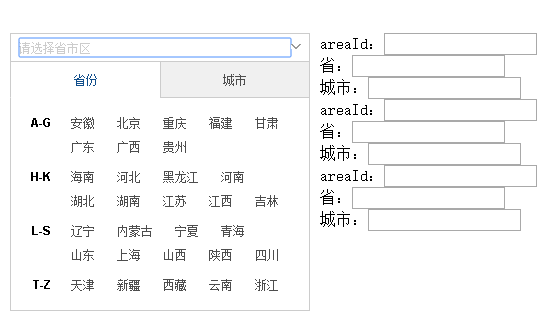 请选择省市区
省份 城市
A-G 安徽 北京 重庆 福建 甘肃
广东 广西 贵州
H-K 海南 河北 黑龙江 河南
湖北 湖南 江苏 江西 吉林
L-S 辽宁 内蒙古 宁夏 青海
山东 上海 山西 陕西 四川
T-Z 天津 新疆 西藏 云南 浙江
areaId:
省:
城市:
areaId:
省:
城市:
areaId:
省:
城市: